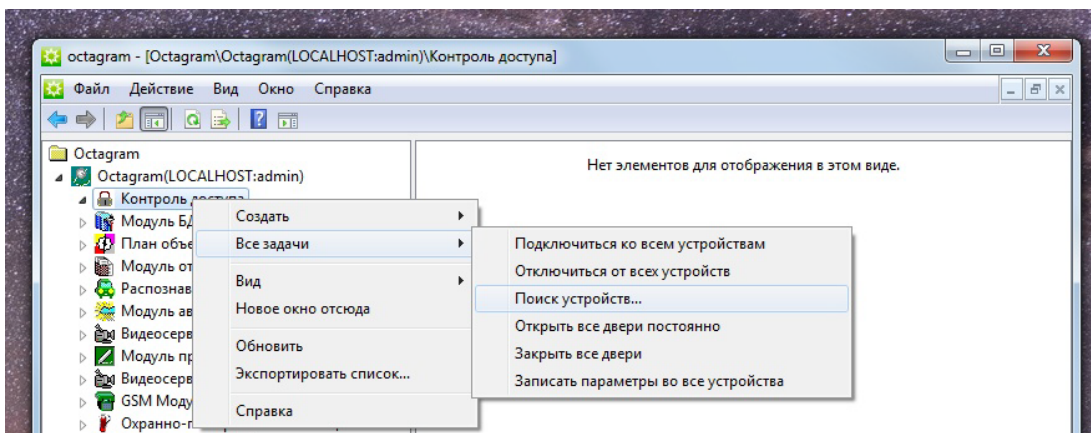 octagram - [Octagram\Octagram(LOCALHOST:admin)\Контроль доступа]
Файл Действие Вид Окно Справка
Octagram
Нет элементов для отображения в этом виде.
Octagram(LOCALHOST:admin)
Контроль доступа
Модуль БД
План объе
Модуль от
Распознав
Модуль ав
Видеосерв
Модуль пр
Видеосерв
GSM Моду
Охранно-п
Создать
Все задачи
Вид
Новое окно отсюда
Обновить
Экспортировать список...
Справка
Подключиться ко всем устройствам
Отключиться от всех устройств
Поиск устройств...
Открыть все двери постоянно
Закрыть все двери
Записать параметры во все устройства